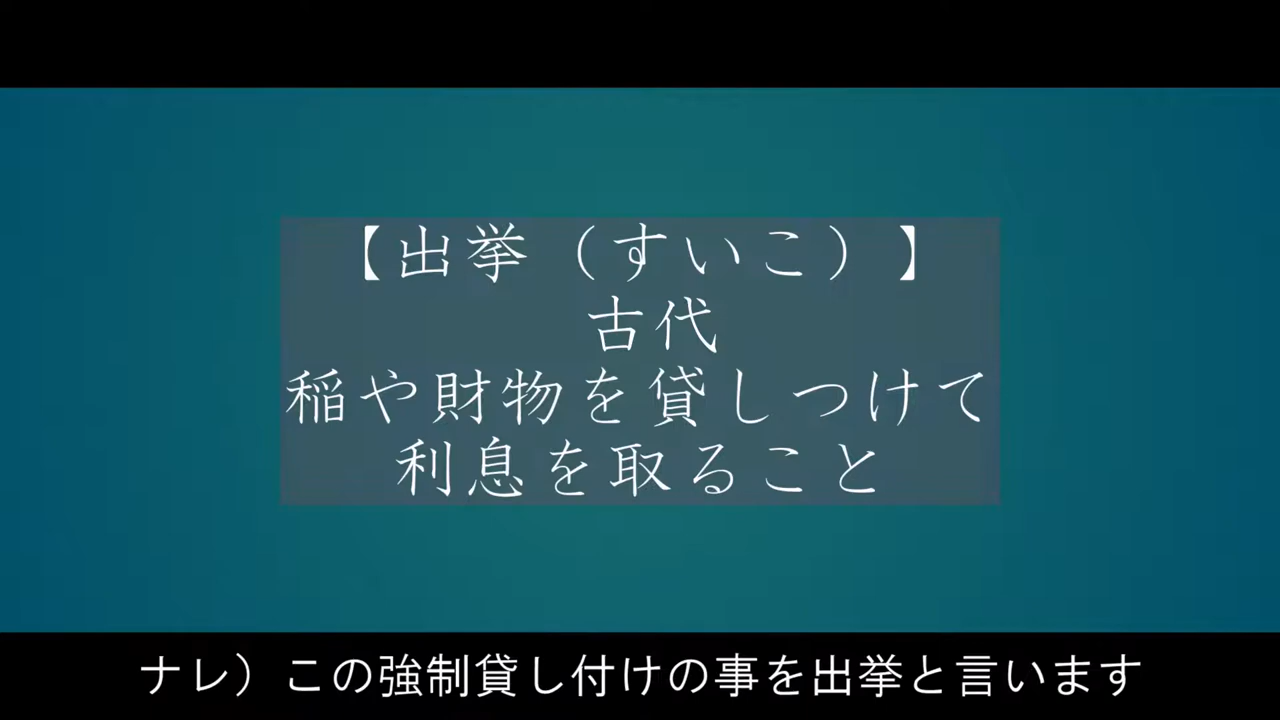 【出挙（すいこ）】
古代
稲や財物を貸しつけて
利息を取ること
ナレ）この強制貸し付けの事を出挙と言います